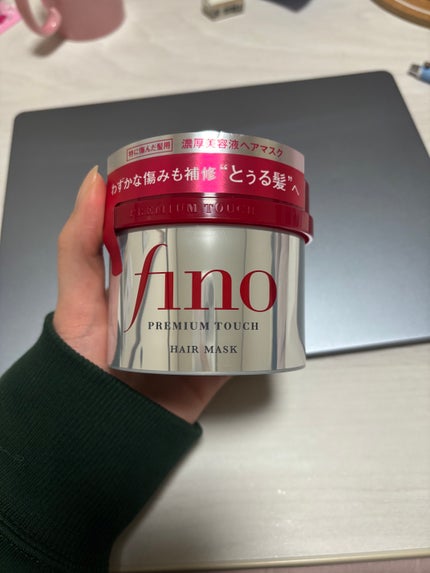 特に傷んだ髪用 濃厚美容液ヘアマスク
わずかな傷みも補修“とぅる髪”へ
PREMIUM TOUCH
fino
PREMIUM TOUCH
HAIR MASK